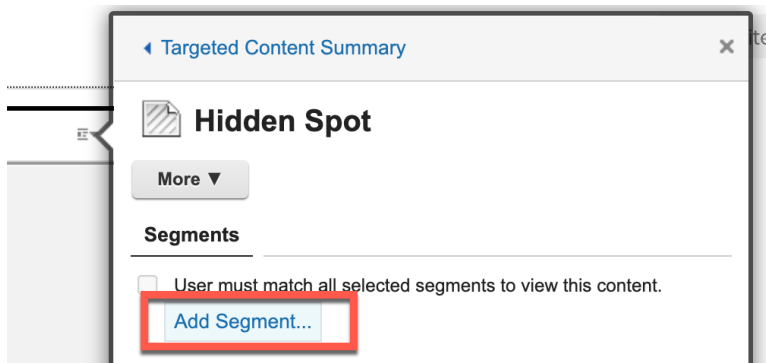 Targeted Content Summary
Hidden Spot
More ▼
Segments
User must match all selected segments to view this content.
Add Segment...